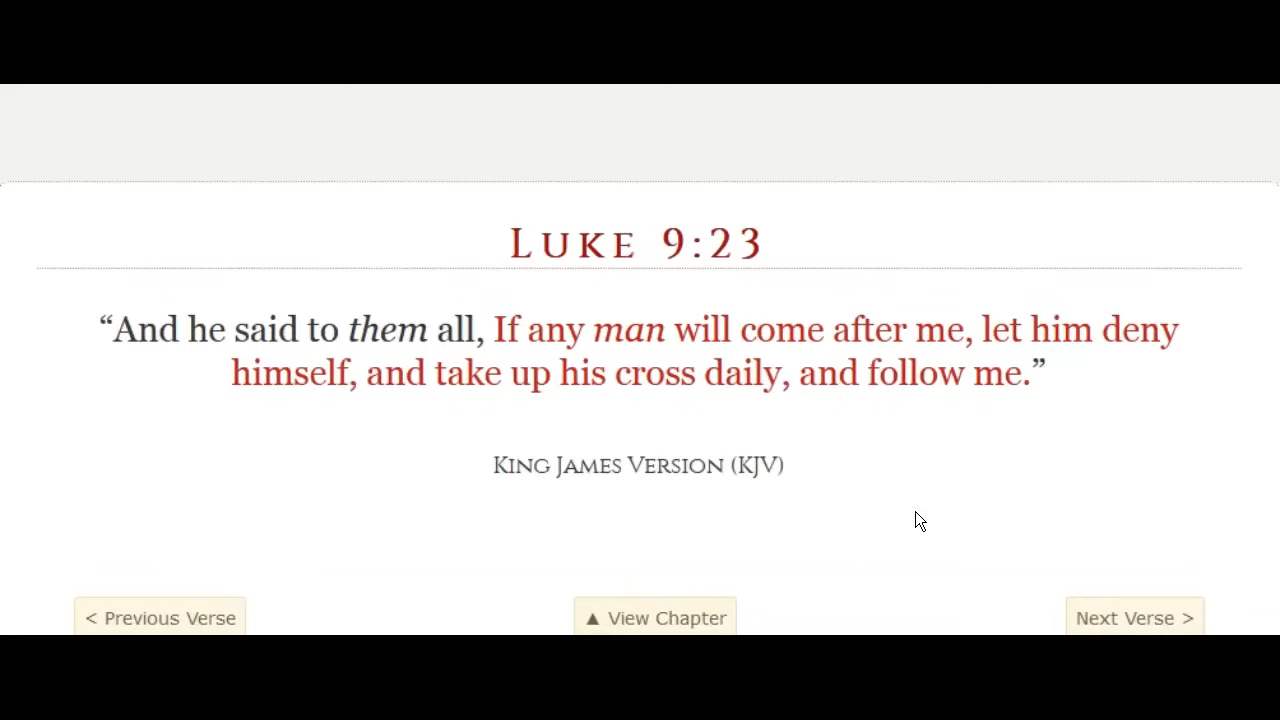 LUKE 9:23
“And he said to them all, If any man will come after me, let him deny
himself, and take up his cross daily, and follow me.”
KING JAMES VERSION (KJV)
< Previous Verse
▲ View Chapter
Next Verse >